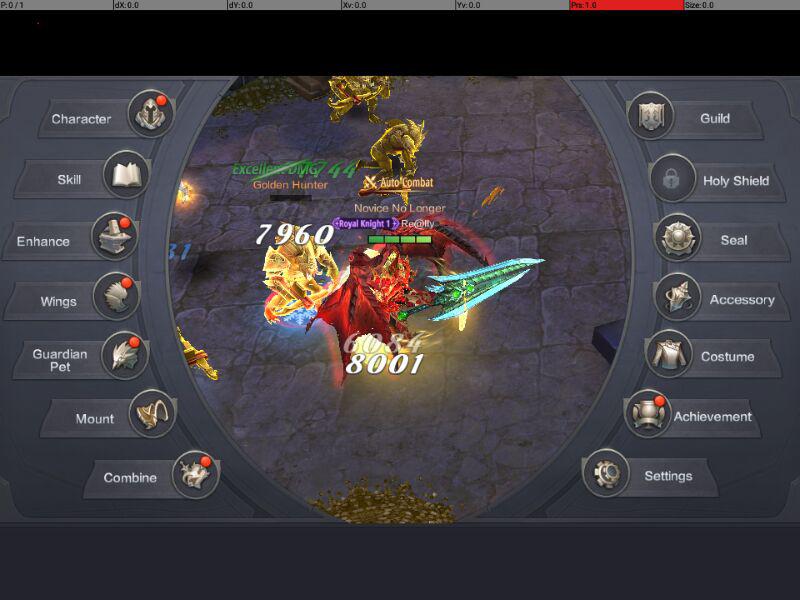 P: 0 / 1 dX: 0.0 dY: 0.0 Xv: 0.0 Yv: 0.0 Prs: 1.0 Size: 0.0
Character
Guild
Skill
Holy Shield
Enhance
Seal
Wings
Accessory
Guardian
Pet
Costume
Mount
Achievement
Combine
Settings
Excellent DMG 744
Golden Hunter
Auto Combat
Novice No Longer
Royal Knight 1 Re@lly
7960
6084
8001